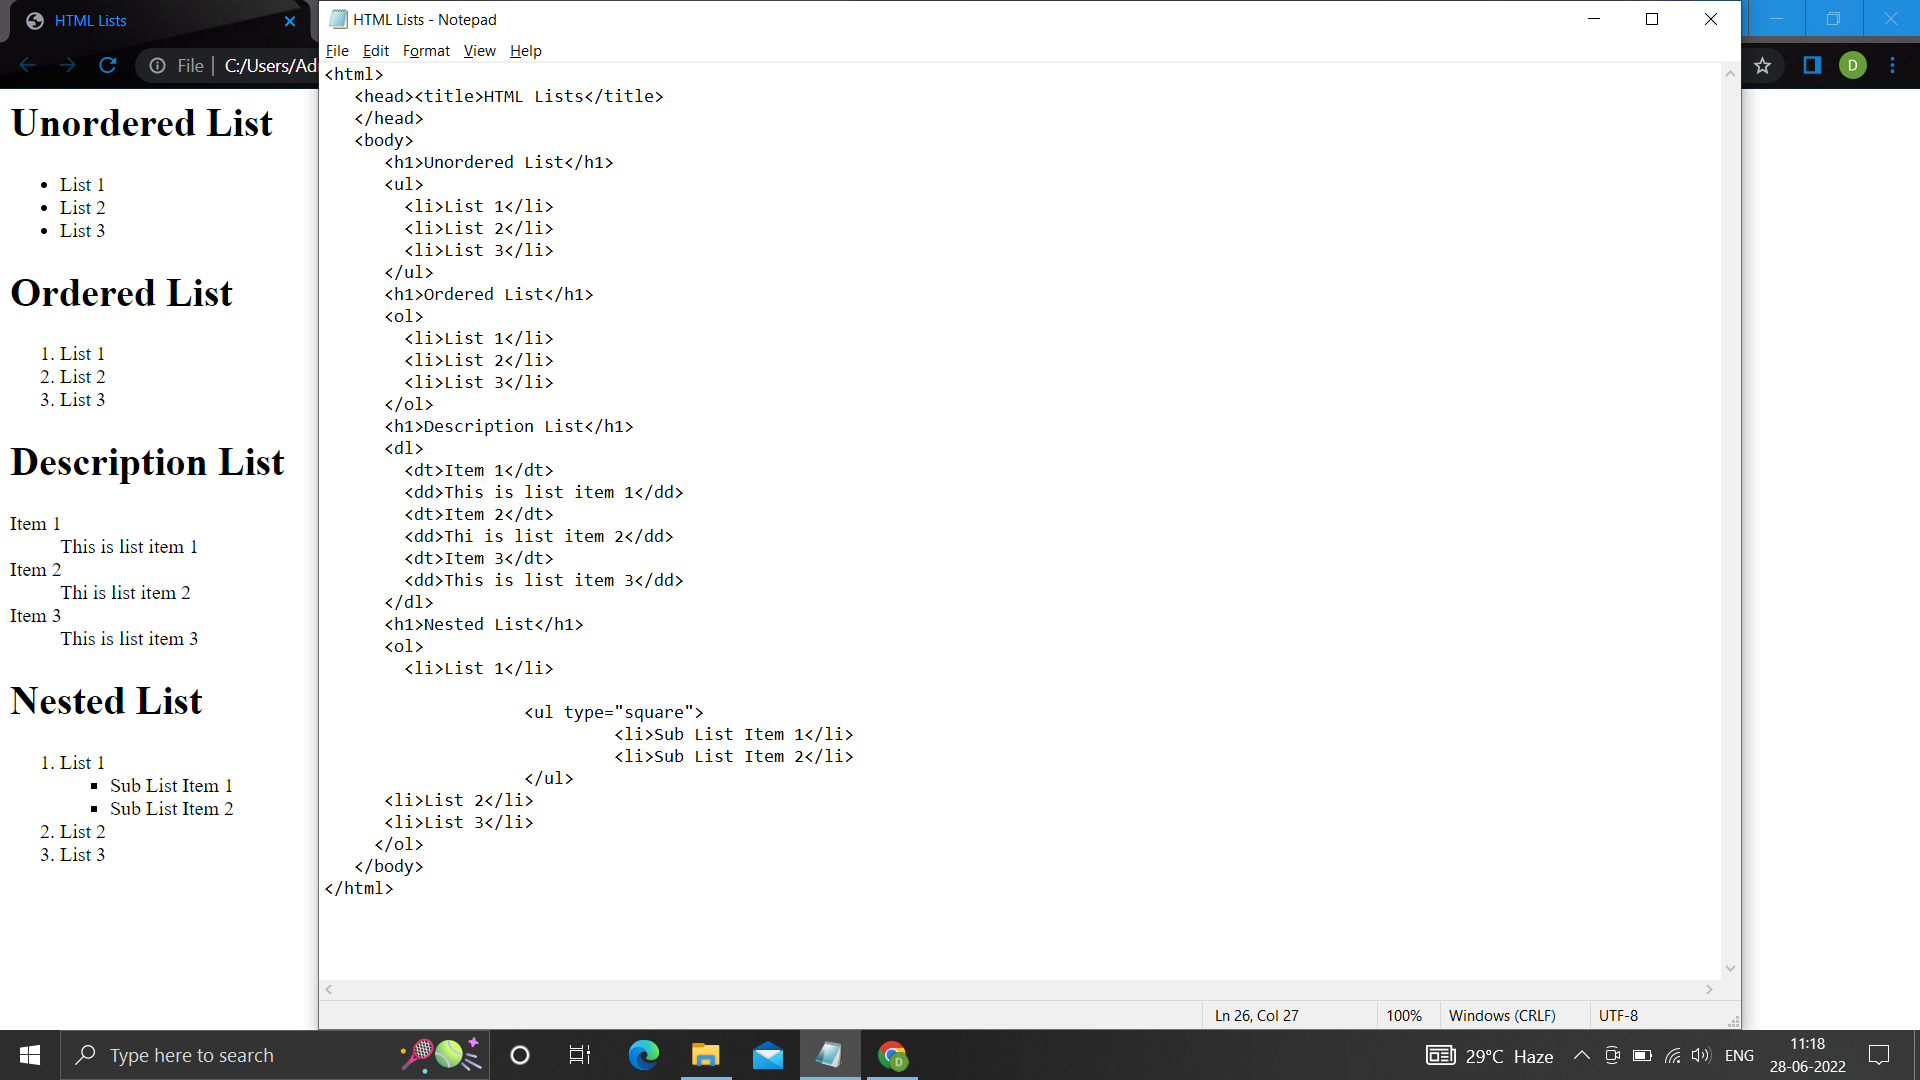 HTML Lists
File | C:/Users/Ad
D
Unordered List
• List 1
• List 2
• List 3
Ordered List
1. List 1
2. List 2
3. List 3
Description List
Item 1
This is list item 1
Item 2
Thi is list item 2
Item 3
This is list item 3
Nested List
1. List 1
▪ Sub List Item 1
▪ Sub List Item 2
2. List 2
3. List 3
HTML Lists - Notepad
File Edit Format View Help
<html>
<head><title>HTML Lists</title>
</head>
<body>
<h1>Unordered List</h1>
<ul>
<li>List 1</li>
<li>List 2</li>
<li>List 3</li>
</ul>
<h1>Ordered List</h1>
<ol>
<li>List 1</li>
<li>List 2</li>
<li>List 3</li>
</ol>
<h1>Description List</h1>
<dl>
<dt>Item 1</dt>
<dd>This is list item 1</dd>
<dt>Item 2</dt>
<dd>Thi is list item 2</dd>
<dt>Item 3</dt>
<dd>This is list item 3</dd>
</dl>
<h1>Nested List</h1>
<ol>
<li>List 1</li>
<ul type="square">
<li>Sub List Item 1</li>
<li>Sub List Item 2</li>
</ul>
<li>List 2</li>
<li>List 3</li>
</ol>
</body>
</html>
Ln 26, Col 27 100% Windows (CRLF) UTF-8
Type here to search
D
29°C Haze
ENG
11:18
28-06-2022